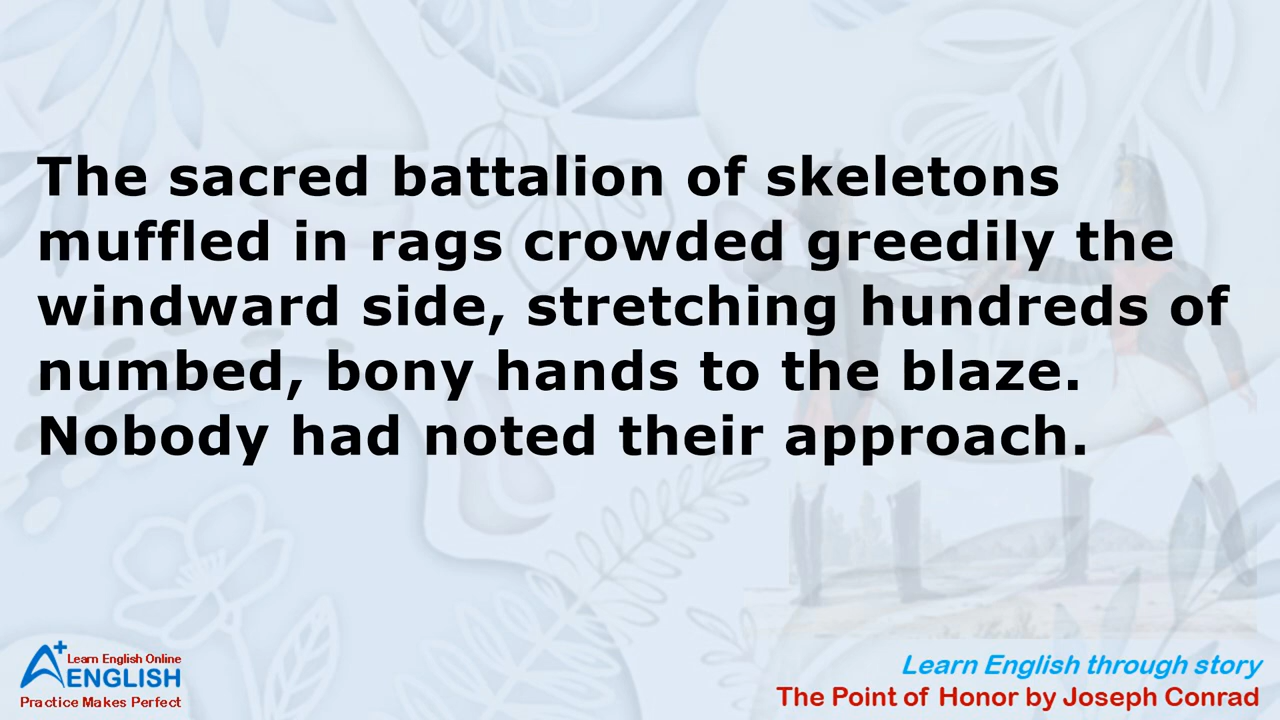 The sacred battalion of skeletons
muffled in rags crowded greedily the
windward side, stretching hundreds of
numbed, bony hands to the blaze.
Nobody had noted their approach.
A+ Learn English Online
ENGLISH
Practice Makes Perfect
Learn English through story
The Point of Honor by Joseph Conrad